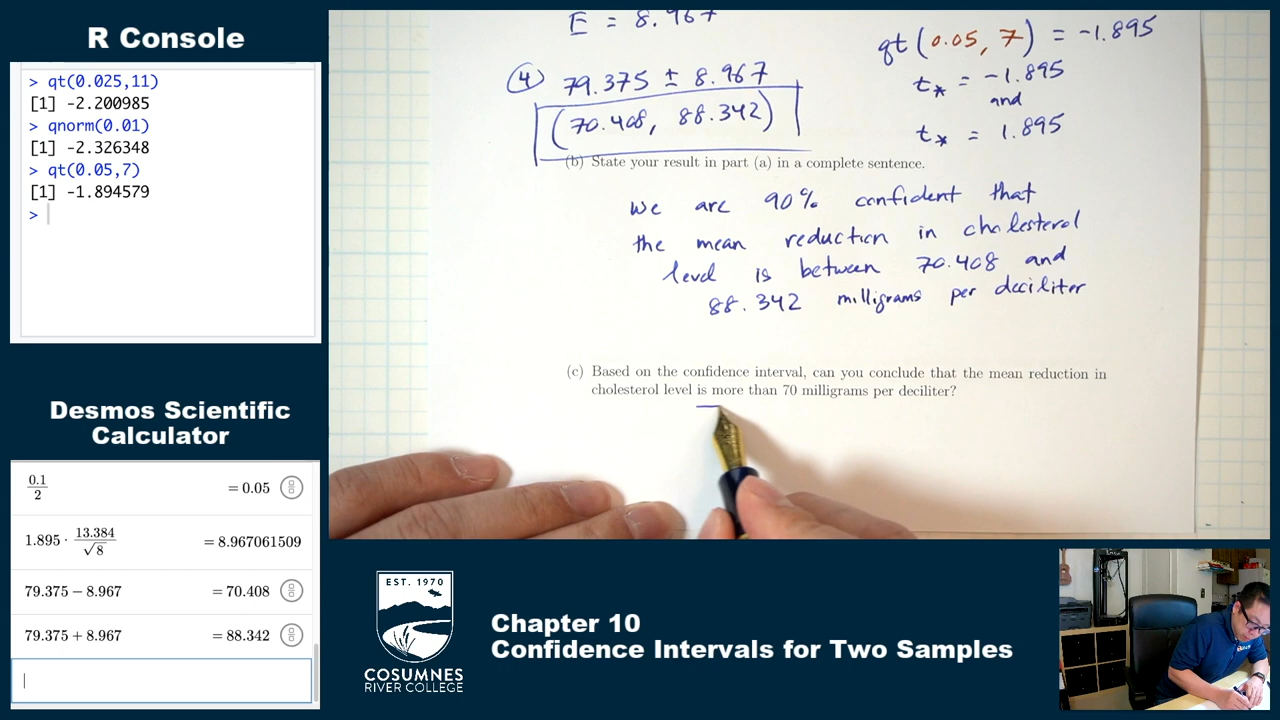 R Console
> qt(0.025,11)
[1] -2.200985
> qnorm(0.01)
[1] -2.326348
> qt(0.05,7)
[1] -1.894579
>
E = 8.967
qt(0.05, 7) = -1.895
t* = -1.895
and
t* = 1.895
④ 79.375 ± 8.967
(70.408, 88.342)
(b) State your result in part (a) in a complete sentence.
We are 90% confident that
the mean reduction in cholesterol
level is between 70.408 and
88.342 milligrams per deciliter
(c) Based on the confidence interval, can you conclude that the mean reduction in
cholesterol level is more than 70 milligrams per deciliter?
Desmos Scientific
Calculator
0.1/2 = 0.05
1.895 · 13.384/√8 = 8.967061509
79.375 − 8.967 = 70.408
79.375 + 8.967 = 88.342
EST. 1970
COSUMNES
RIVER COLLEGE
Chapter 10
Confidence Intervals for Two Samples